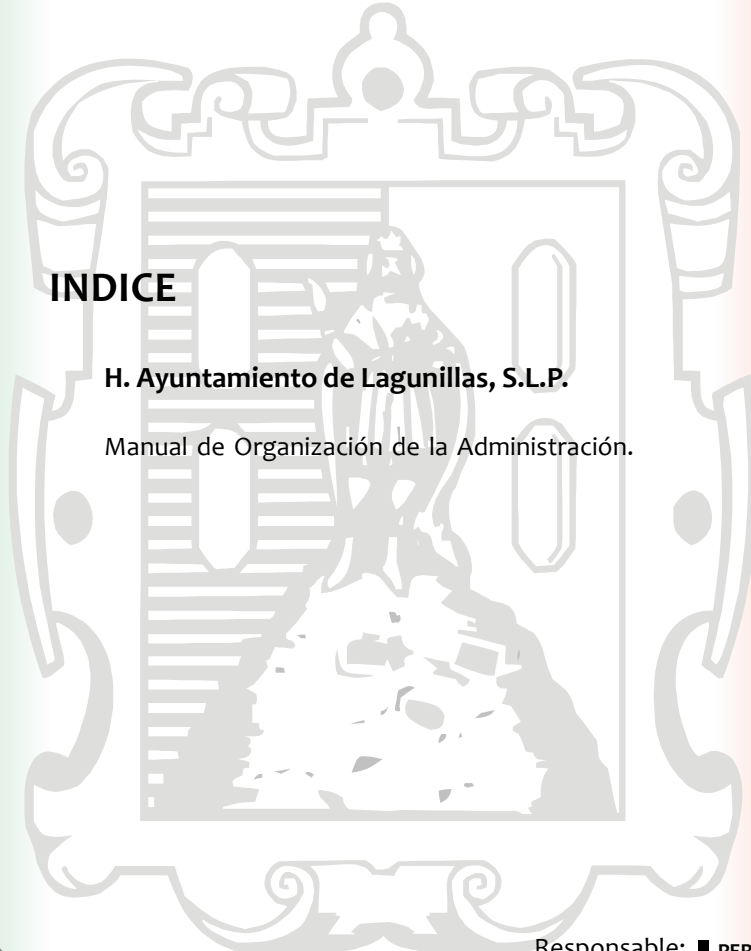 INDICE
H. Ayuntamiento de Lagunillas, S.L.P.
Manual de Organización de la Administración.
Responsable: